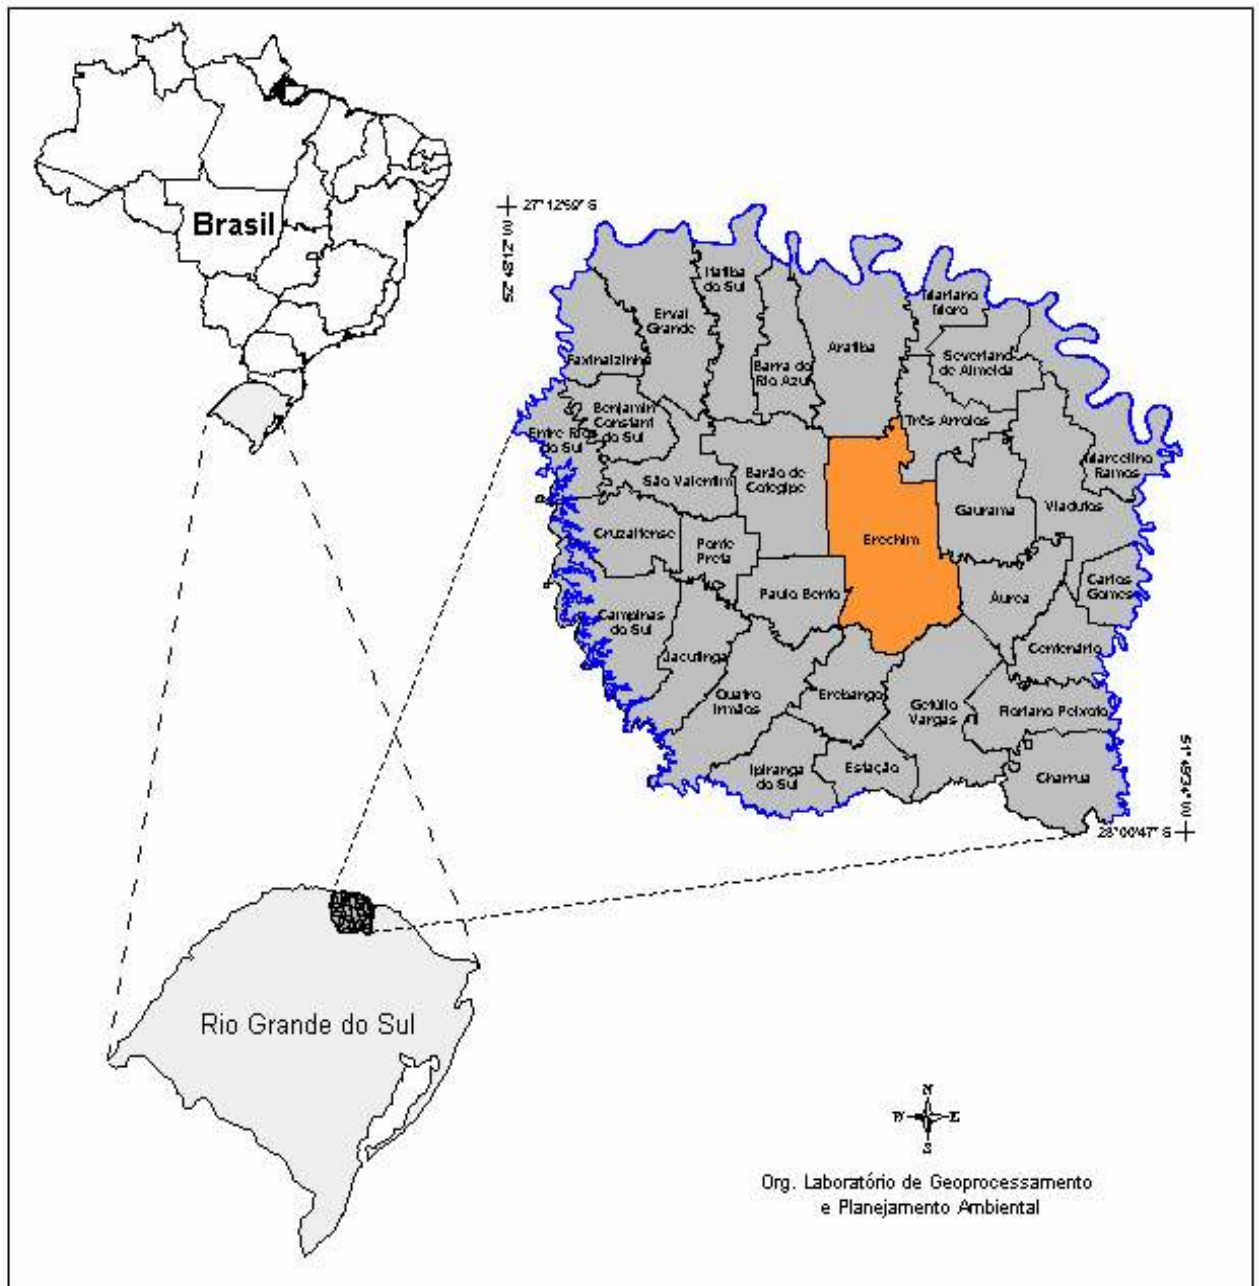 Brasil
27°12'59" S
52°48'12" W
Itatiba
do Sul
Mariano
Moro
Erval
Grande
Aratiba
Severiano
de Almeida
Faxinalzinho
Barra do
Rio Azul
Benjamin
Constant
do Sul
Três Arroios
Entre Rios
do Sul
Marcelino
Ramos
Barão de
Cotegipe
São Valentim
Gaurama
Viadutos
Cruzaltense
Erechim
Ponte
Preta
Carlos
Gomes
Paulo Bento
Áurea
Campinas
do Sul
Centenário
Jacutinga
Quatro
Irmãos
Erebango
Getúlio
Vargas
Floriano Peixoto
Ipiranga
do Sul
Estação
Charrua
51°49'34" W
28°00'47" S
Rio Grande do Sul
N
W E
S
Org. Laboratório de Geoprocessamento
e Planejamento Ambiental